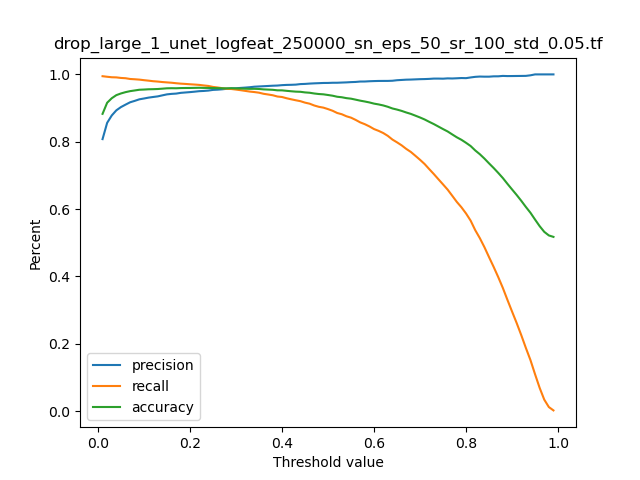 drop_large_1_unet_logfeat_250000_sn_eps_50_sr_100_std_0.05.tf
1.0
0.8
0.6
0.4
0.2
0.0
Percent
precision
recall
accuracy
0.0 0.2 0.4 0.6 0.8 1.0
Threshold value